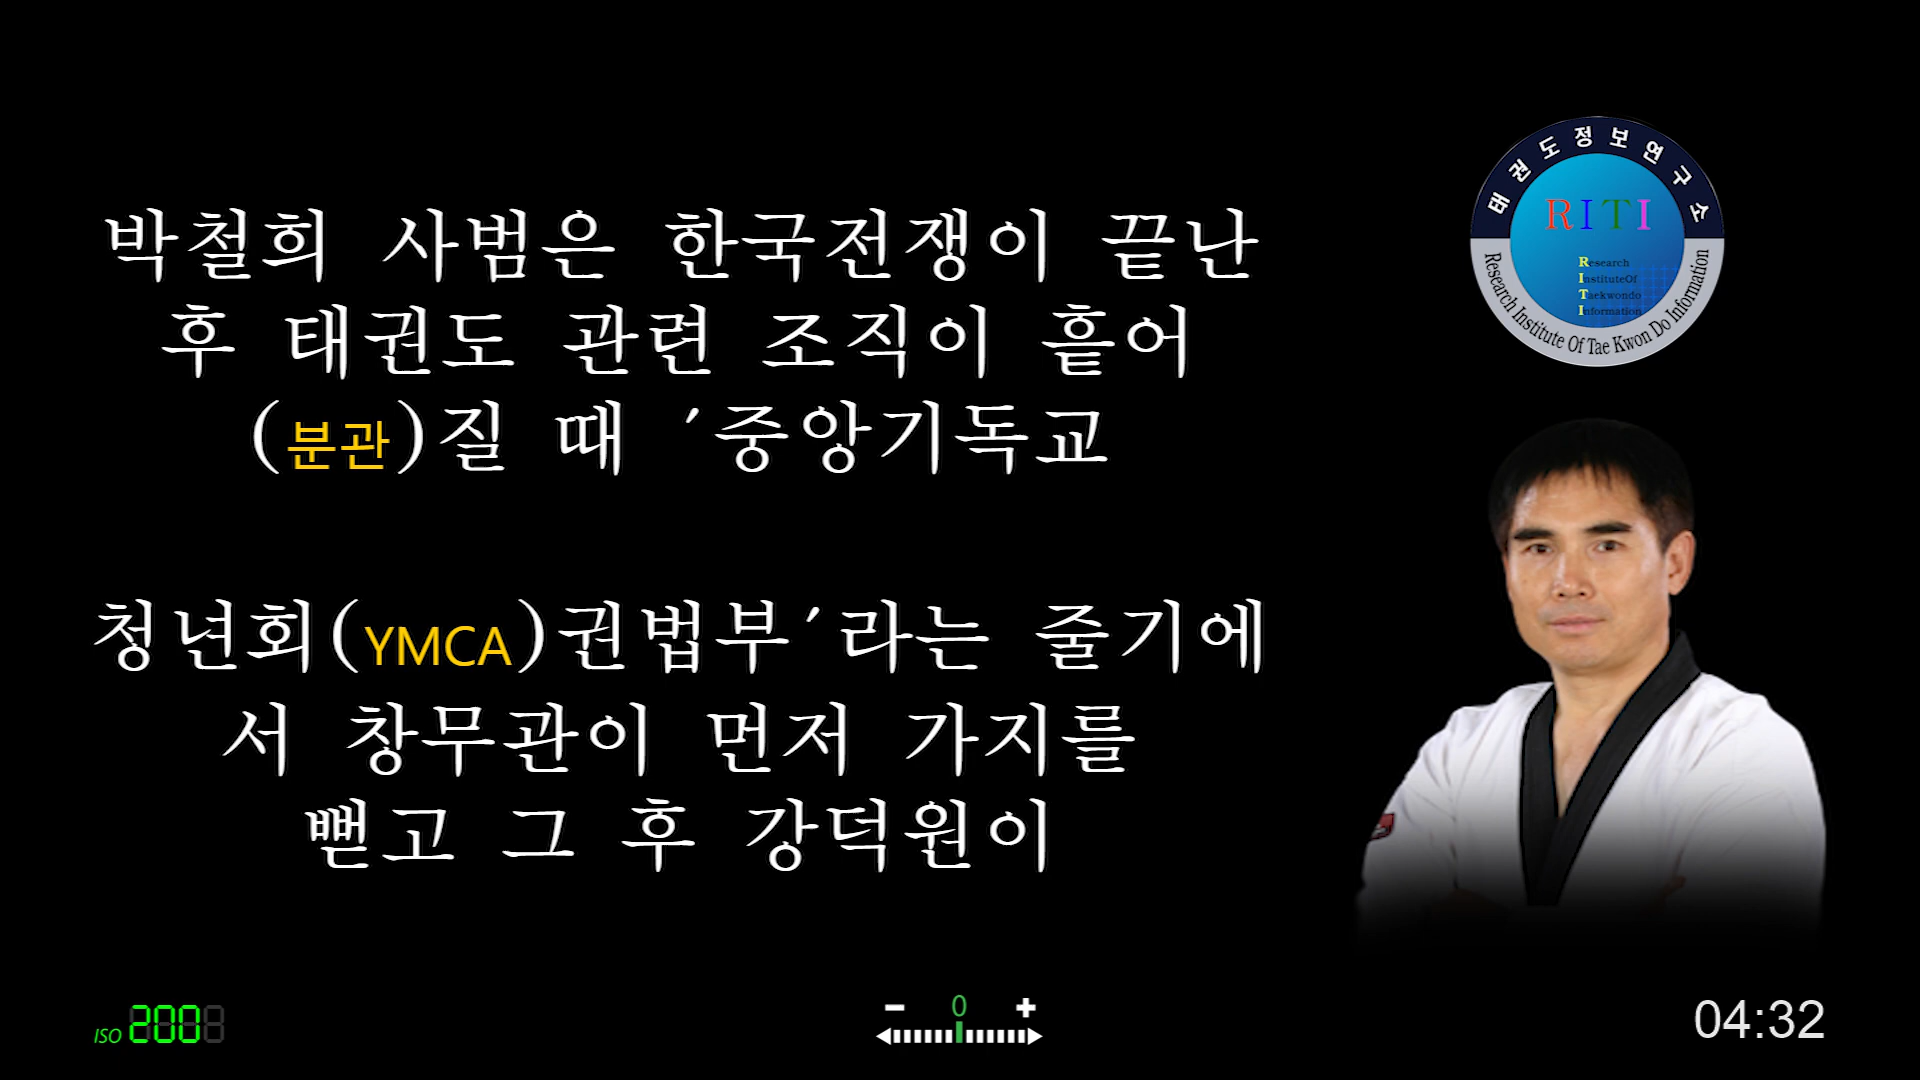 박철희 사범은 한국전쟁이 끝난
후 태권도 관련 조직이 흩어
(분관)질 때 ′중앙기독교
청년회(YMCA)권법부′라는 줄기에
서 창무관이 먼저 가지를
뻗고 그 후 강덕원이
태권도정보연구소
RITI
Research
InstituteOf
Taekwondo
Information
Research Institute Of Tae Kwon Do Information
ISO 200
− 0 +
04:32